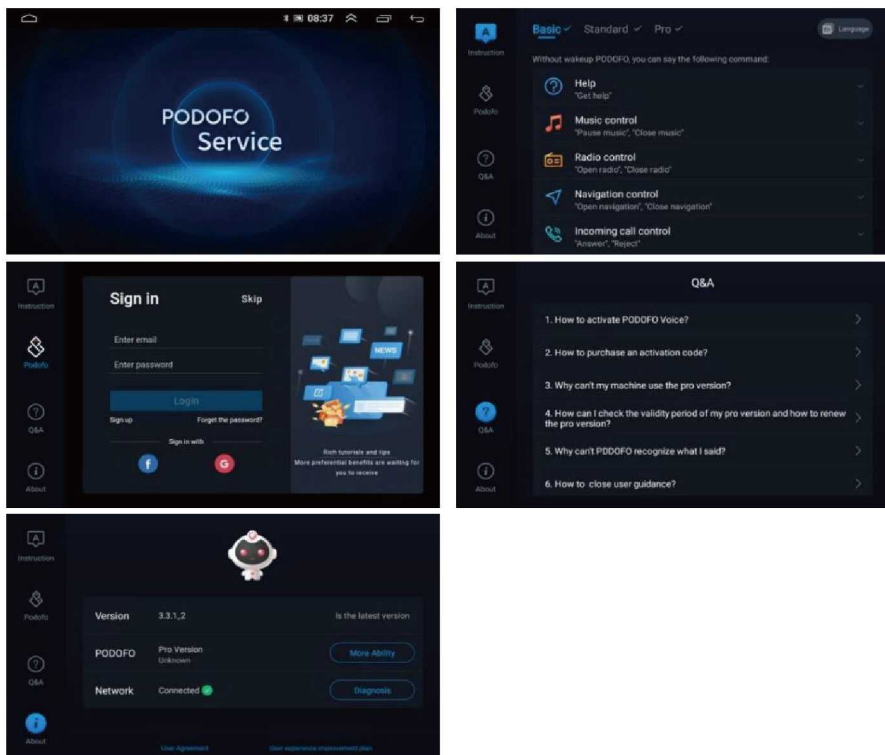 08:37
PODOFO
Service
Instruction
Podofo
Q&A
About
Basic Standard Pro
Language
Without wakeup PODOFO, you can say the following command:
Help
"Get help"
Music control
"Pause music", "Close music"
Radio control
"Open radio", "Close radio"
Navigation control
"Open navigation", "Close navigation"
Incoming call control
"Answer", "Reject"
Instruction
Podofo
Q&A
About
Sign in
Skip
Enter email
Enter password
Login
Sign up
Forget the password?
Sign in with
f
G
NEWS
Rich tutorials and tips
More preferential benefits are waiting for
you to receive
Instruction
Podofo
Q&A
About
Q&A
1. How to activate PODOFO Voice?
2. How to purchase an activation code?
3. Why can't my machine use the pro version?
4. How can I check the validity period of my pro version and how to renew
the pro version?
5. Why can't PDDOFO recognize what I said?
6. How to close user guidance?
Instruction
Podofo
Q&A
About
Version 3.3.1_2 Is the latest version
PODOFO Pro Version
Unknown
More Ability
Network Connected
Diagnosis
User Agreement
User experience improvement plan